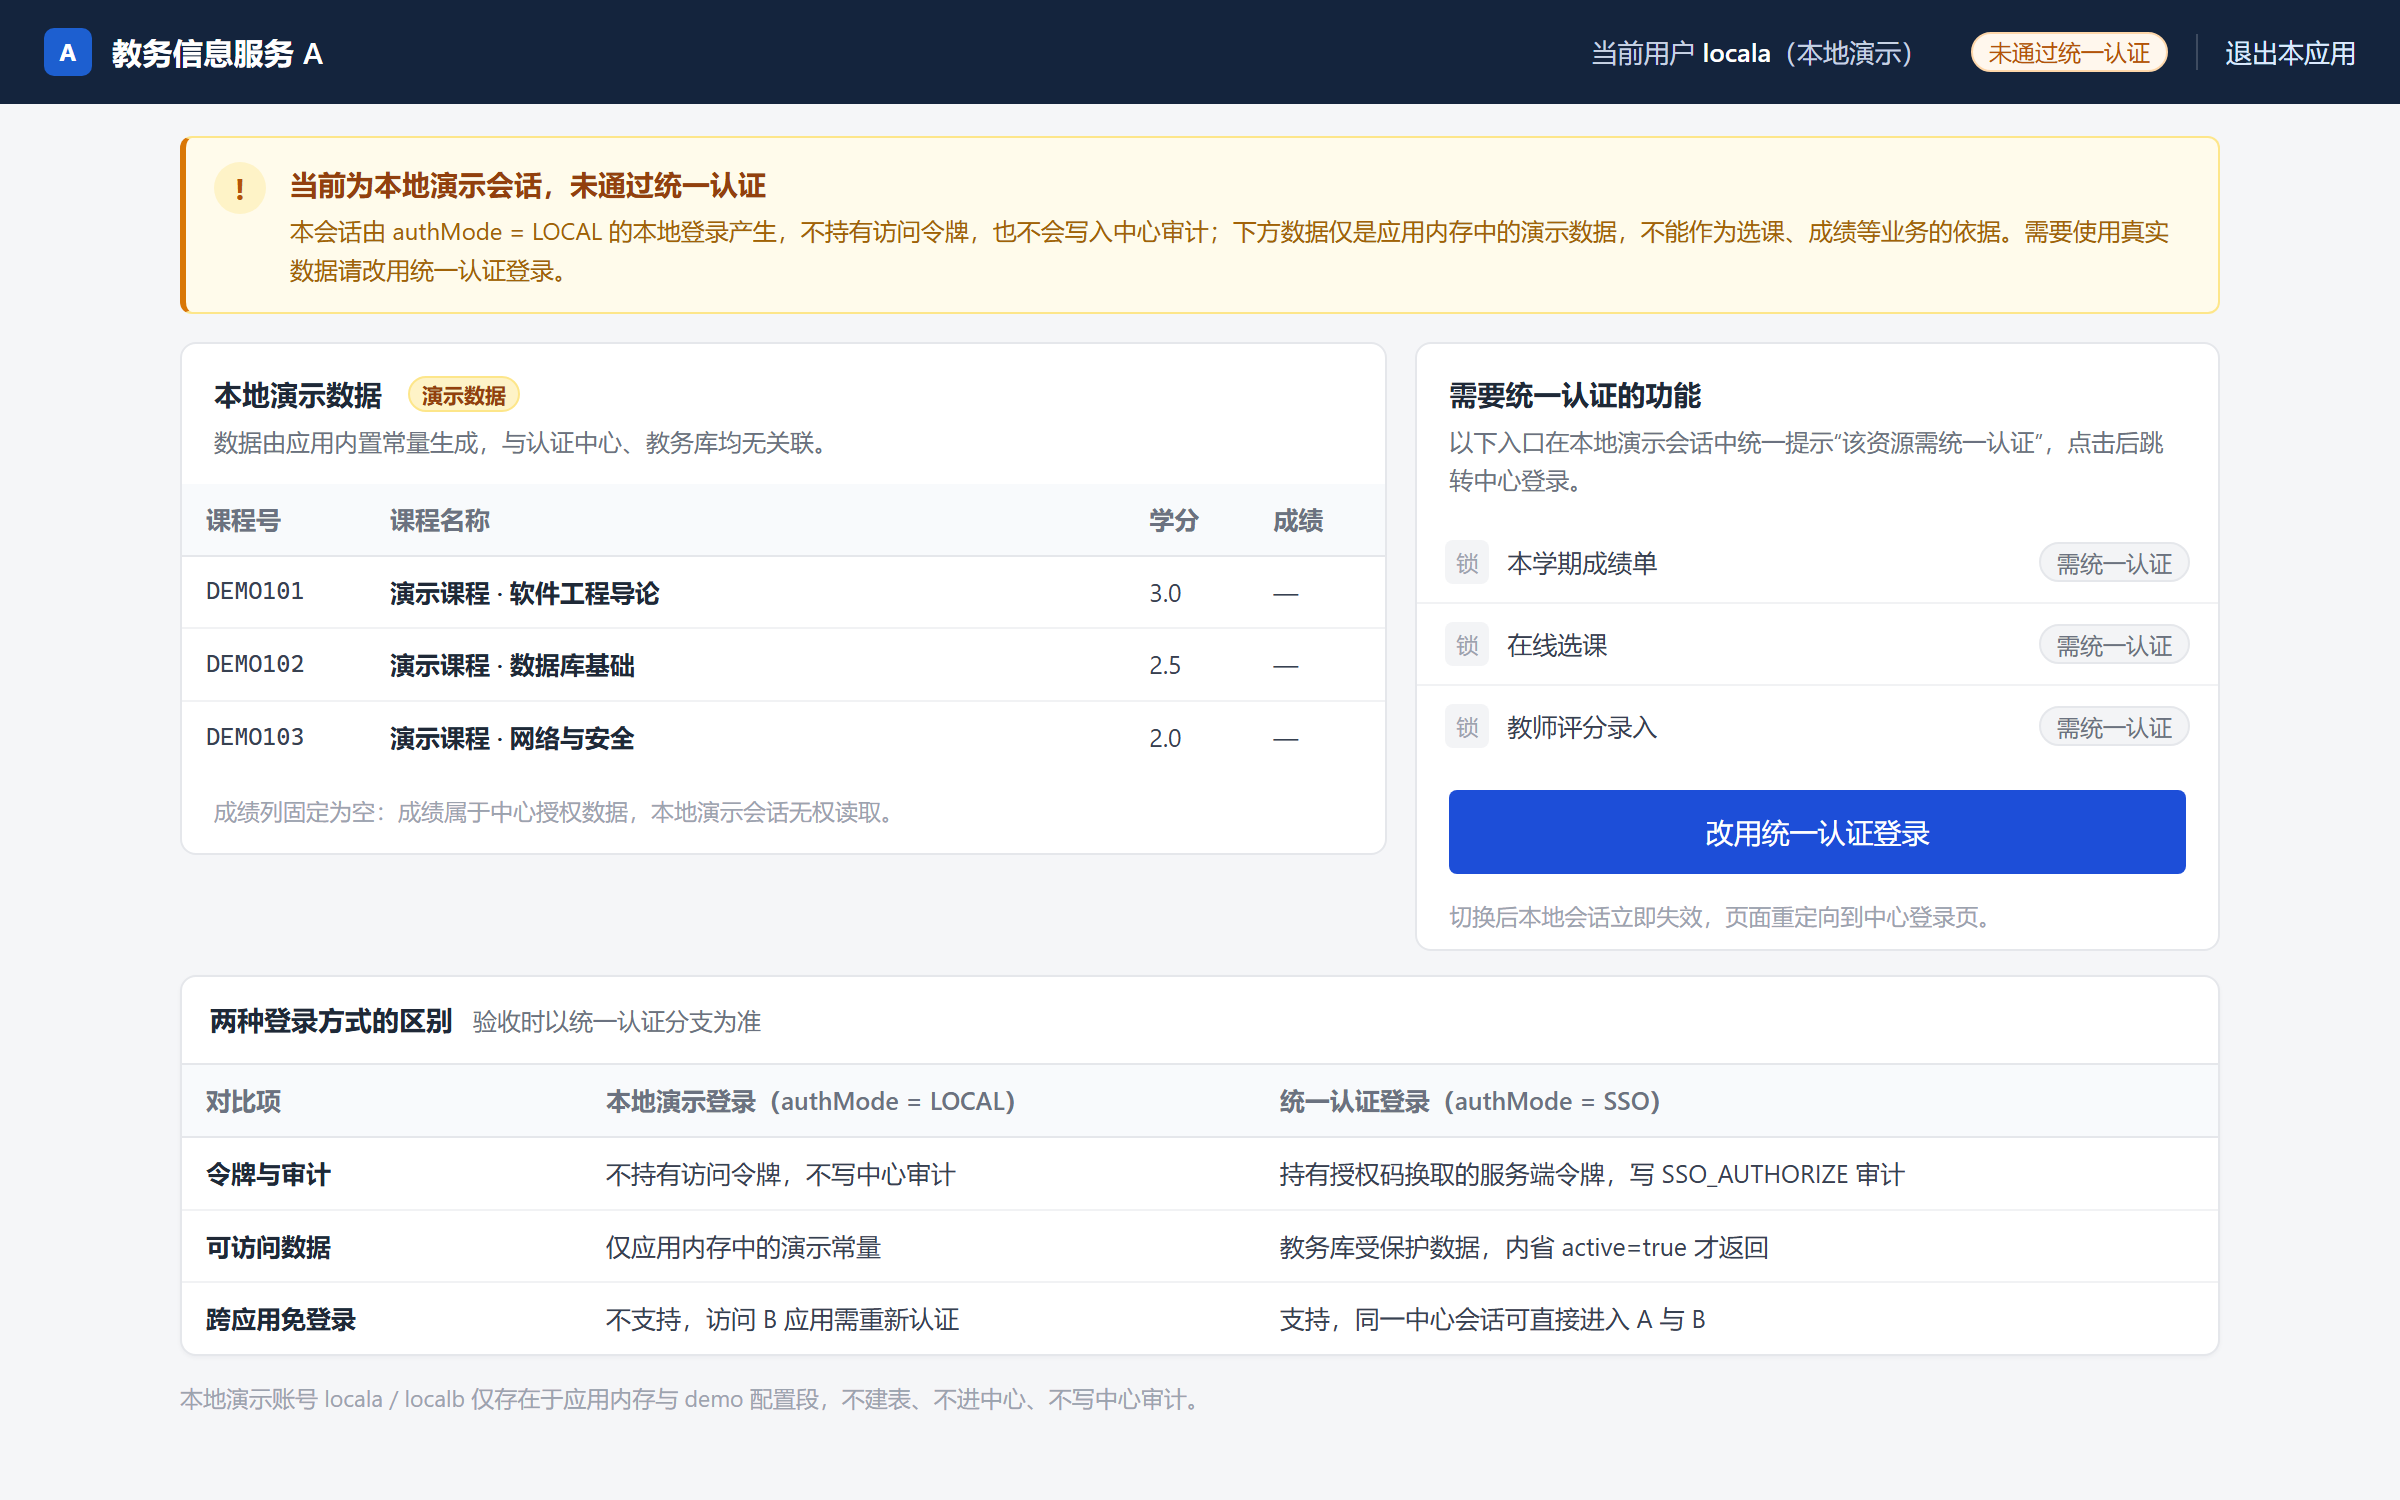 A 教务信息服务 A
当前用户 locala（本地演示） 未通过统一认证 退出本应用
! 当前为本地演示会话，未通过统一认证
本会话由 authMode = LOCAL 的本地登录产生，不持有访问令牌，也不会写入中心审计；下方数据仅是应用内存中的演示数据，不能作为选课、成绩等业务的依据。需要使用真实
数据请改用统一认证登录。
本地演示数据 演示数据
数据由应用内置常量生成，与认证中心、教务库均无关联。
课程号 课程名称 学分 成绩
DEMO101 演示课程 · 软件工程导论 3.0 —
DEMO102 演示课程 · 数据库基础 2.5 —
DEMO103 演示课程 · 网络与安全 2.0 —
成绩列固定为空：成绩属于中心授权数据，本地演示会话无权读取。
需要统一认证的功能
以下入口在本地演示会话中统一提示“该资源需统一认证”，点击后跳
转中心登录。
锁 本学期成绩单 需统一认证
锁 在线选课 需统一认证
锁 教师评分录入 需统一认证
改用统一认证登录
切换后本地会话立即失效，页面重定向到中心登录页。
两种登录方式的区别 验收时以统一认证分支为准
对比项 本地演示登录（authMode = LOCAL） 统一认证登录（authMode = SSO）
令牌与审计 不持有访问令牌，不写中心审计 持有授权码换取的服务端令牌，写 SSO_AUTHORIZE 审计
可访问数据 仅应用内存中的演示常量 教务库受保护数据，内省 active=true 才返回
跨应用免登录 不支持，访问 B 应用需重新认证 支持，同一中心会话可直接进入 A 与 B
本地演示账号 locala / localb 仅存在于应用内存与 demo 配置段，不建表、不进中心、不写中心审计。